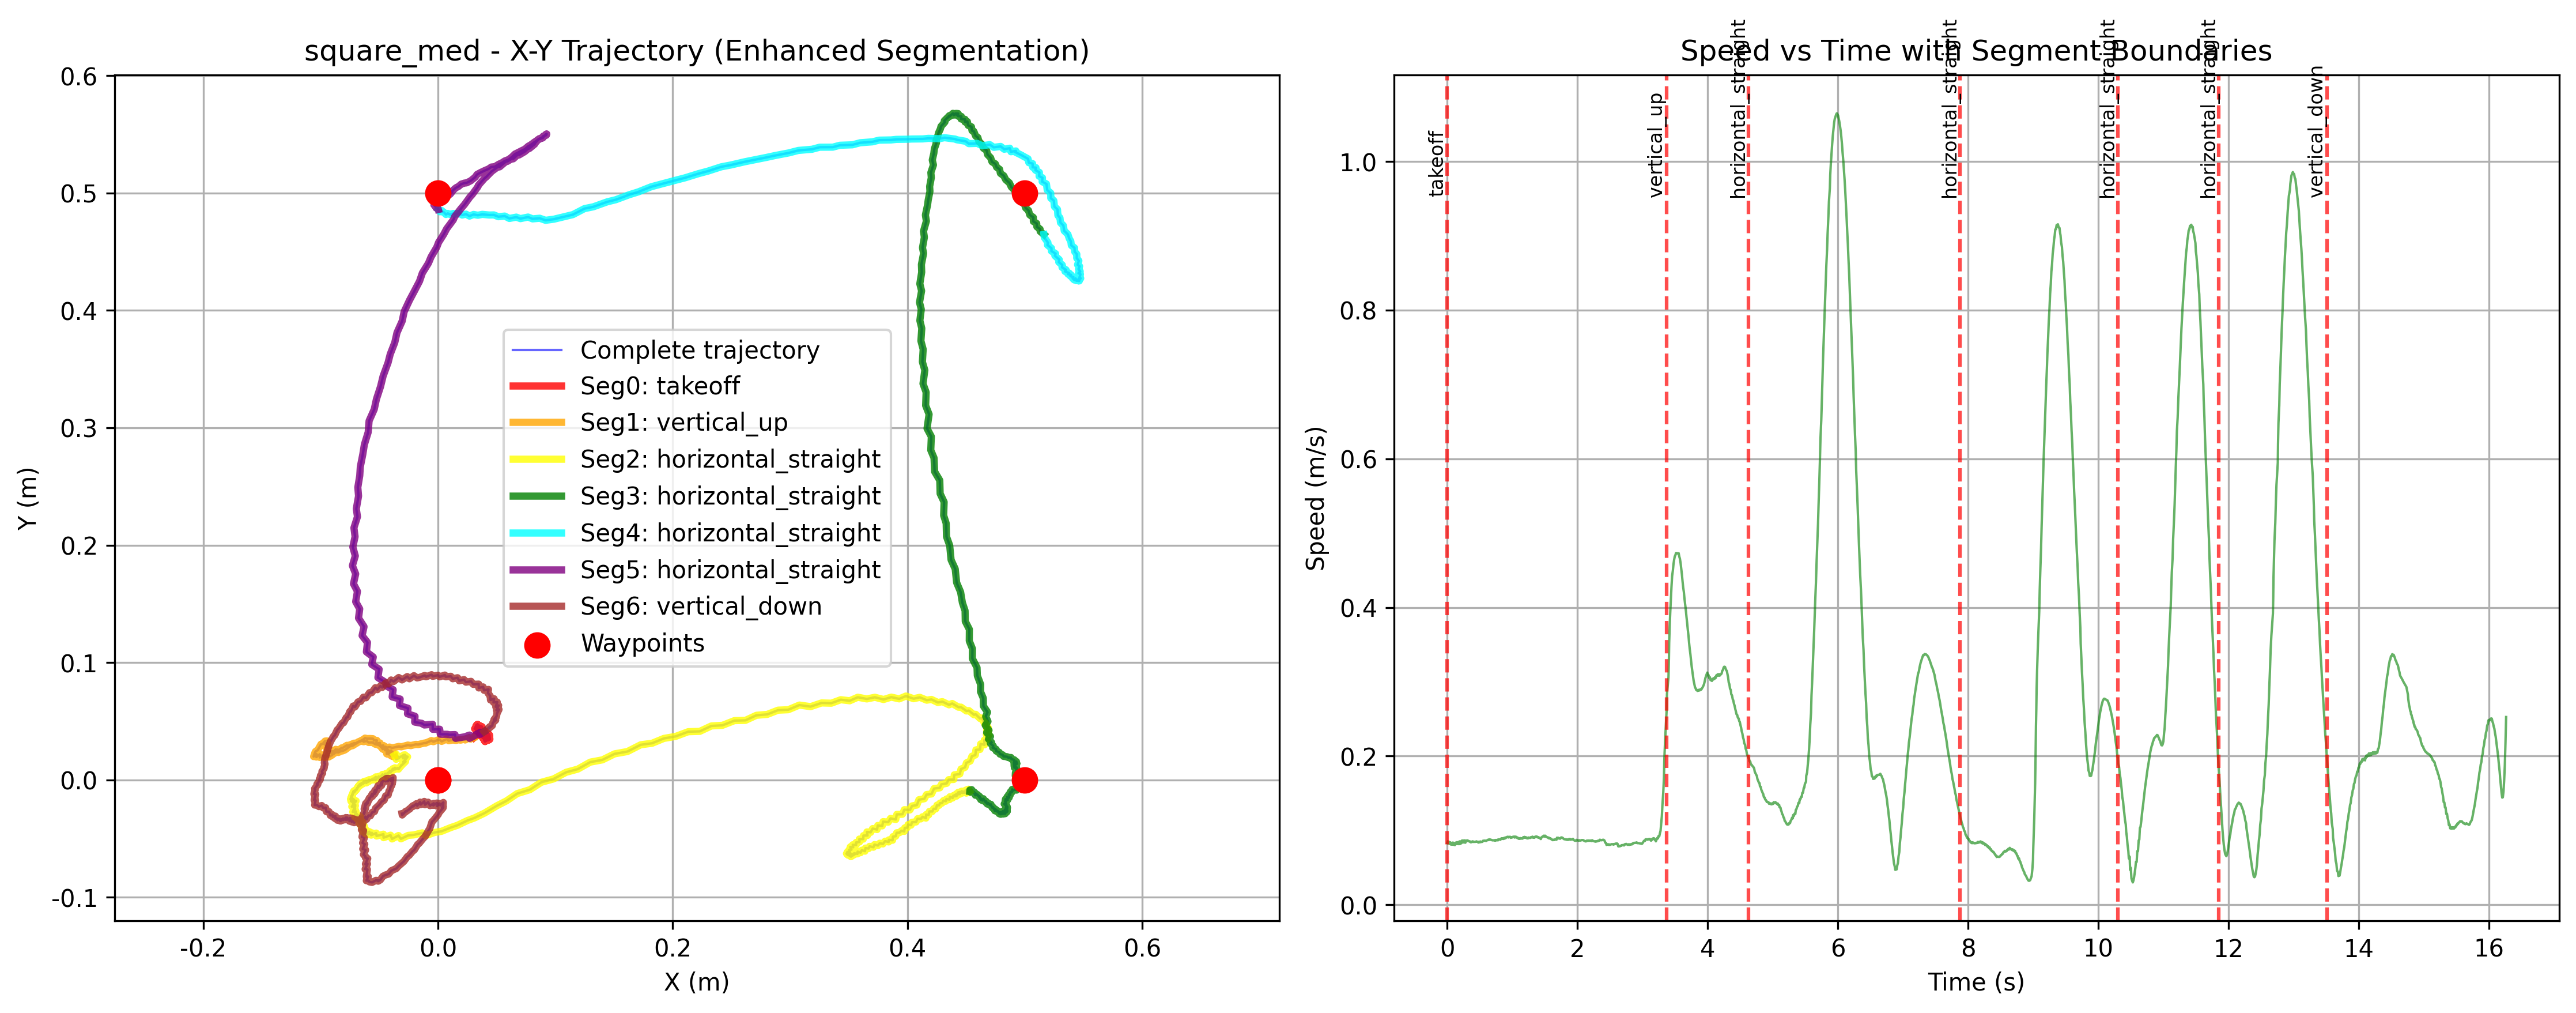 square_med - X-Y Trajectory (Enhanced Segmentation)
0.6
0.5
0.4
0.3
0.2
0.1
0.0
-0.1
Y (m)
-0.2
0.0
0.2
0.4
0.6
X (m)
Complete trajectory
Seg0: takeoff
Seg1: vertical_up
Seg2: horizontal_straight
Seg3: horizontal_straight
Seg4: horizontal_straight
Seg5: horizontal_straight
Seg6: vertical_down
Waypoints
Speed vs Time with Segment Boundaries
takeoff
vertical_up
horizontal_straight
horizontal_straight
horizontal_straight
horizontal_straight
vertical_down
1.0
0.8
0.6
0.4
0.2
0.0
Speed (m/s)
0
2
4
6
8
10
12
14
16
Time (s)